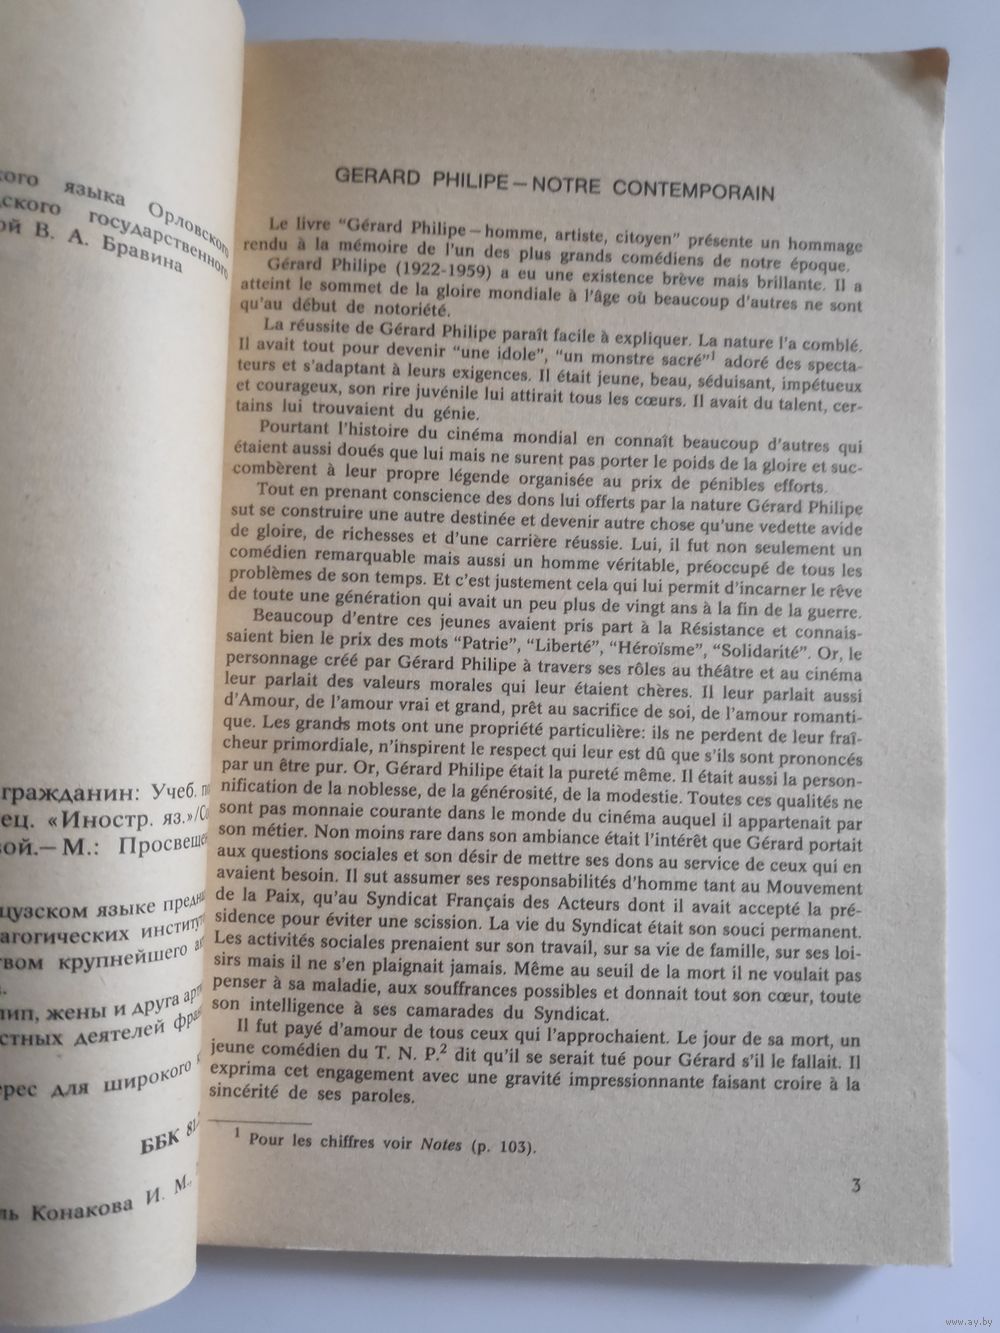 кого языка Орловского
ского государственного
ой В. А. Бравина
гражданин: Учеб.
ец. «Иностр. яз.»/
вой.— М.: Просвеще
цузском языке
агогических институт
твом крупнейшего
лип, жены и друга
стных деятелей
рес для широкого
ББК
ль Конакова И. М.,
GERARD PHILIPE — NOTRE CONTEMPORAIN
Le livre “Gérard Philipe — homme, artiste, citoyen” présente un hommage
rendu à la mémoire de l'un des plus grands comédiens de notre époque.
Gérard Philipe (1922-1959) a eu une existence brève mais brillante. Il a
atteint le sommet de la gloire mondiale à l'âge où beaucoup d'autres ne sont
qu'au début de notoriété.
La réussite de Gérard Philipe paraît facile à expliquer. La nature l'a comblé.
Il avait tout pour devenir “une idole”, “un monstre sacré”¹ adoré des specta-
teurs et s'adaptant à leurs exigences. Il était jeune, beau, séduisant, impétueux
et courageux, son rire juvénile lui attirait tous les cœurs. Il avait du talent, cer-
tains lui trouvaient du génie.
Pourtant l'histoire du cinéma mondial en connaît beaucoup d'autres qui
étaient aussi doués que lui mais ne surent pas porter le poids de la gloire et suc-
combèrent à leur propre légende organisée au prix de pénibles efforts.
Tout en prenant conscience des dons lui offerts par la nature Gérard Philipe
sut se construire une autre destinée et devenir autre chose qu'une vedette avide
de gloire, de richesses et d'une carrière réussie. Lui, il fut non seulement un
comédien remarquable mais aussi un homme véritable, préoccupé de tous les
problèmes de son temps. Et c'est justement cela qui lui permit d'incarner le rêve
de toute une génération qui avait un peu plus de vingt ans à la fin de la guerre.
Beaucoup d'entre ces jeunes avaient pris part à la Résistance et connais-
saient bien le prix des mots “Patrie”, “Liberté”, “Héroïsme”, “Solidarité”. Or, le
personnage créé par Gérard Philipe à travers ses rôles au théâtre et au cinéma
leur parlait des valeurs morales qui leur étaient chères. Il leur parlait aussi
d'Amour, de l'amour vrai et grand, prêt au sacrifice de soi, de l'amour romanti-
que. Les grands mots ont une propriété particulière: ils ne perdent de leur fraî-
cheur primordiale, n'inspirent le respect qui leur est dû que s'ils sont prononcés
par un être pur. Or, Gérard Philipe était la pureté même. Il était aussi la person-
nification de la noblesse, de la générosité, de la modestie. Toutes ces qualités ne
sont pas monnaie courante dans le monde du cinéma auquel il appartenait par
son métier. Non moins rare dans son ambiance était l'intérêt que Gérard portait
aux questions sociales et son désir de mettre ses dons au service de ceux qui en
avaient besoin. Il sut assumer ses responsabilités d'homme tant au Mouvement
de la Paix, qu'au Syndicat Français des Acteurs dont il avait accepté la pré-
sidence pour éviter une scission. La vie du Syndicat était son souci permanent.
Les activités sociales prenaient sur son travail, sur sa vie de famille, sur ses loi-
sirs mais il ne s'en plaignait jamais. Même au seuil de la mort il ne voulait pas
penser à sa maladie, aux souffrances possibles et donnait tout son cœur, toute
son intelligence à ses camarades du Syndicat.
Il fut payé d'amour de tous ceux qui l'approchaient. Le jour de sa mort, un
jeune comédien du T. N. P.² dit qu'il se serait tué pour Gérard s'il le fallait. Il
exprima cet engagement avec une gravité impressionnante faisant croire à la
sincérité de ses paroles.
¹ Pour les chiffres voir Notes (p. 103).
3
www.ay.by